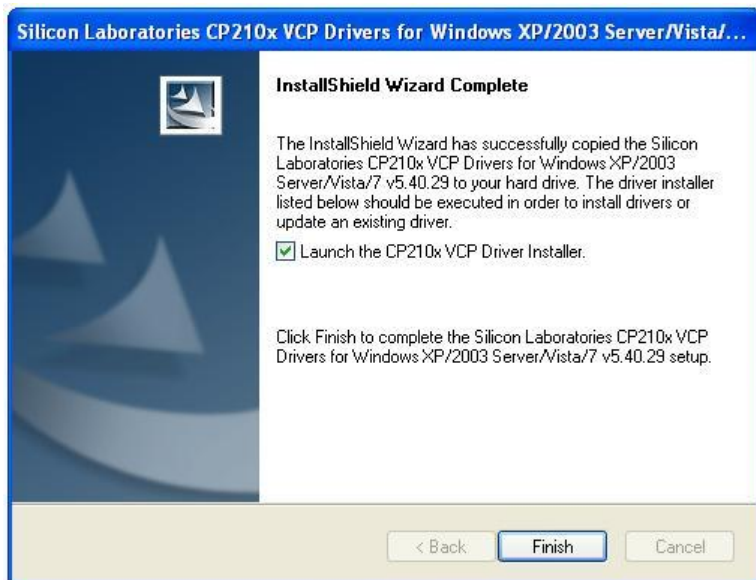 Silicon Laboratories CP210x VCP Drivers for Windows XP/2003 Server/Vista/...
InstallShield Wizard Complete
The InstallShield Wizard has successfully copied the Silicon
Laboratories CP210x VCP Drivers for Windows XP/2003
Server/Vista/7 v5.40.29 to your hard drive. The driver installer
listed below should be executed in order to install drivers or
update an existing driver.
Launch the CP210x VCP Driver Installer.
Click Finish to complete the Silicon Laboratories CP210x VCP
Drivers for Windows XP/2003 Server/Vista/7 v5.40.29 setup.
< Back Finish Cancel